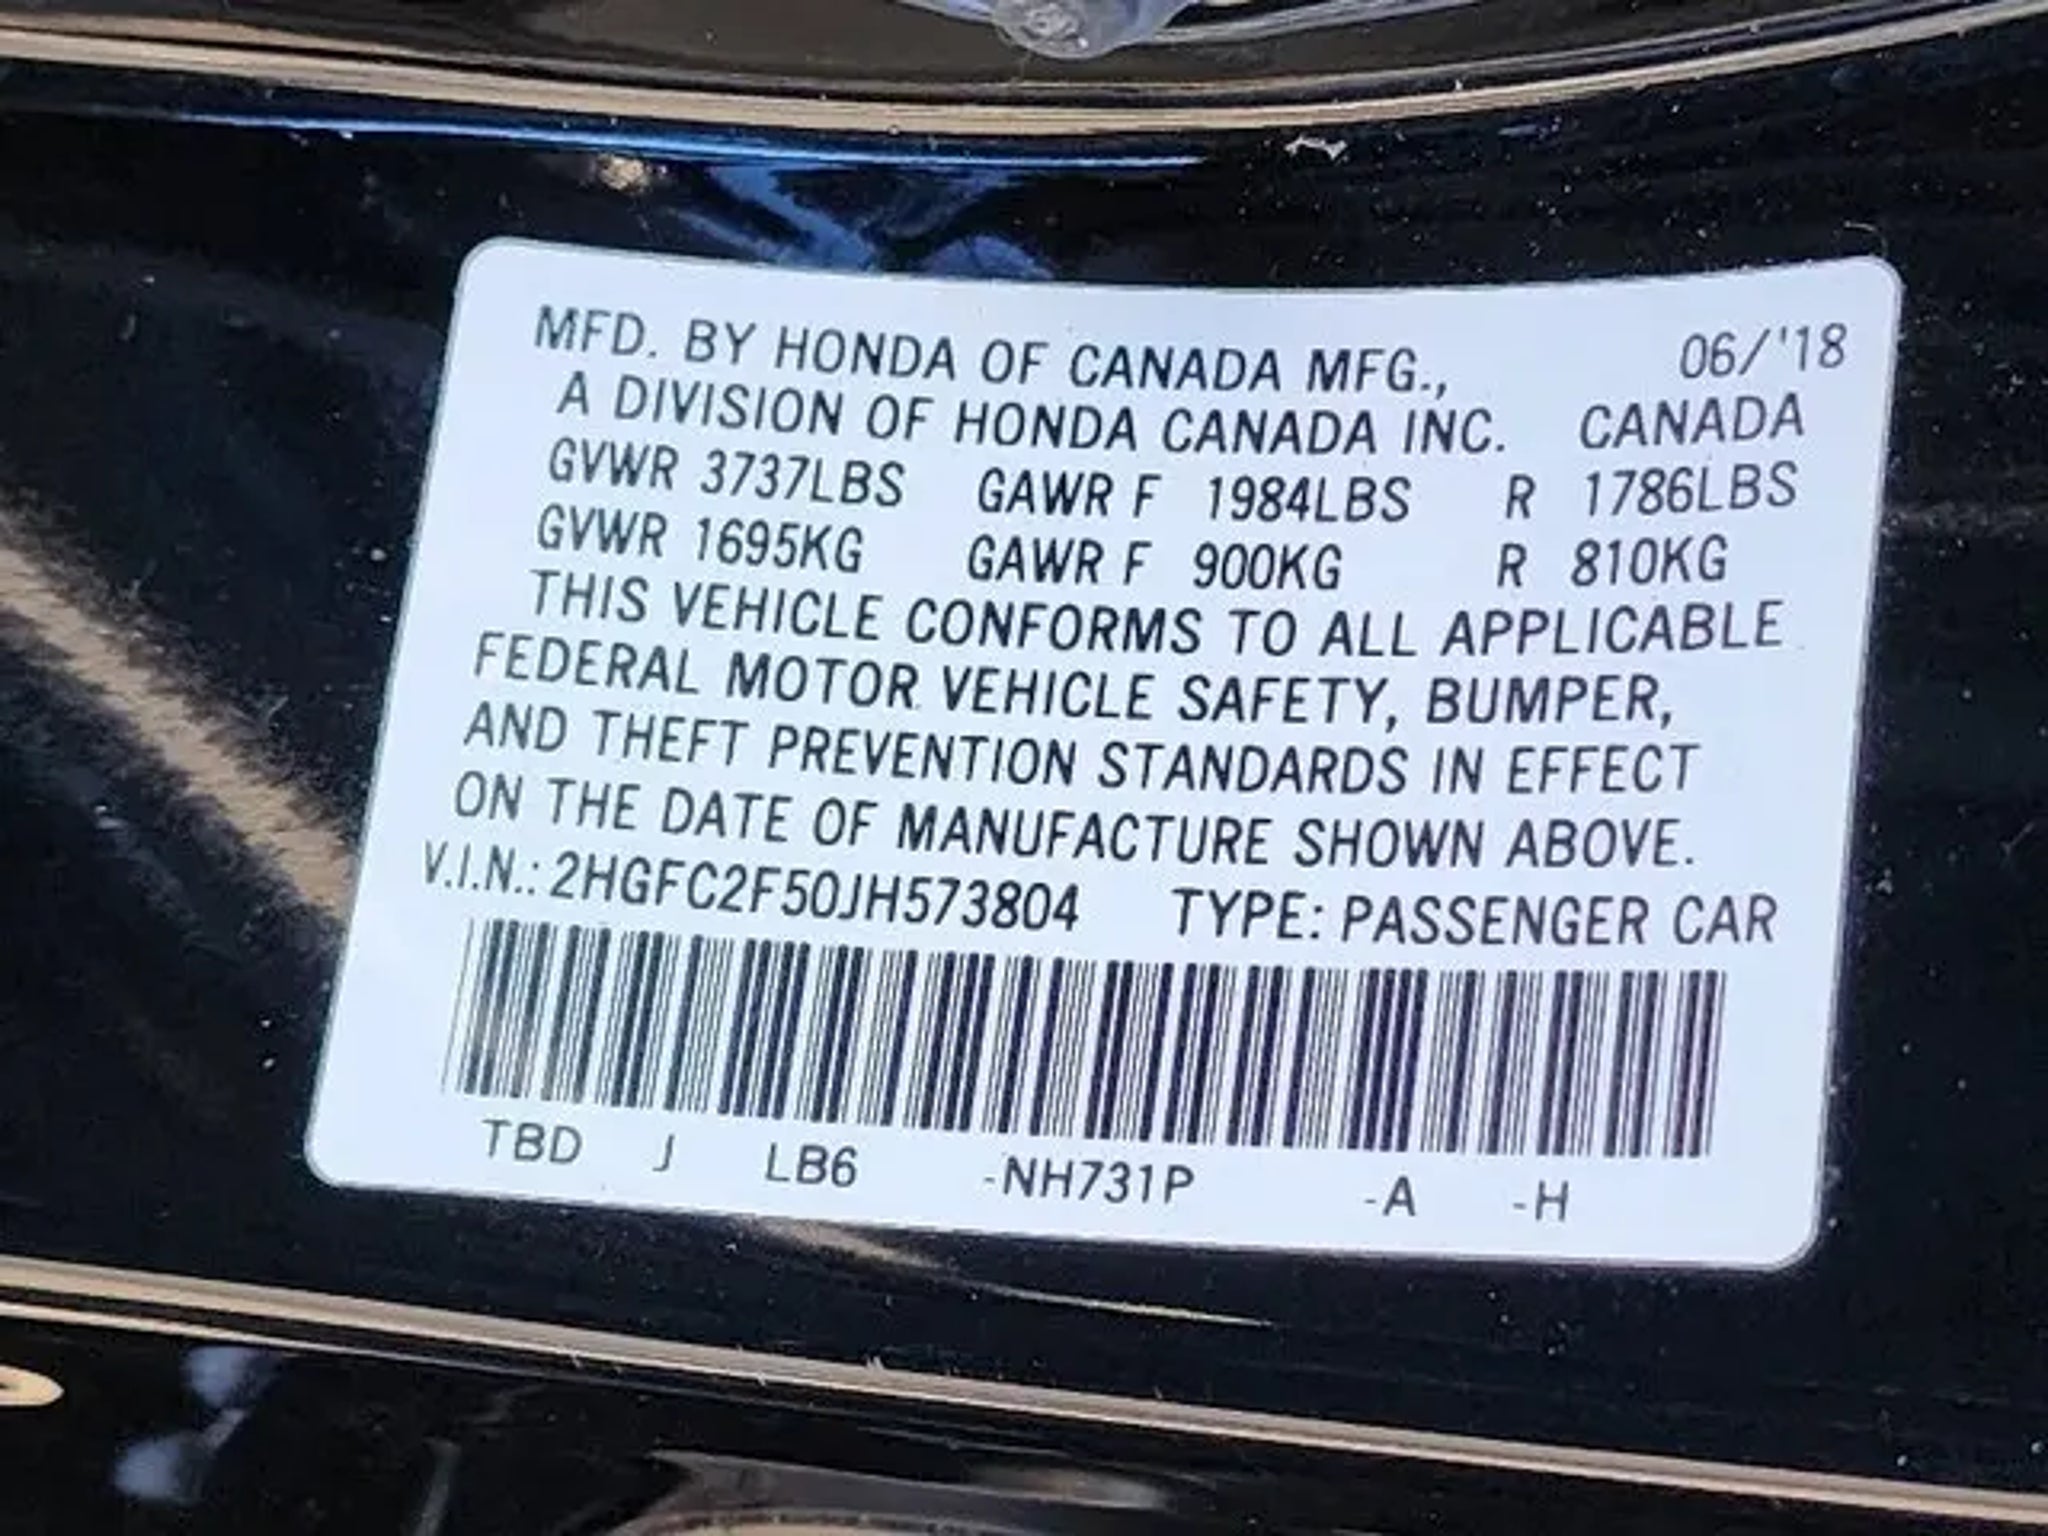 MFD. BY HONDA OF CANADA MFG., 06/'18
A DIVISION OF HONDA CANADA INC. CANADA
GVWR 3737LBS GAWR F 1984LBS R 1786LBS
GVWR 1695KG GAWR F 900KG R 810KG
THIS VEHICLE CONFORMS TO ALL APPLICABLE
FEDERAL MOTOR VEHICLE SAFETY, BUMPER,
AND THEFT PREVENTION STANDARDS IN EFFECT
ON THE DATE OF MANUFACTURE SHOWN ABOVE.
V.I.N.: 2HGFC2F50JH573804 TYPE: PASSENGER CAR
TBD J LB6 -NH731P -A -H